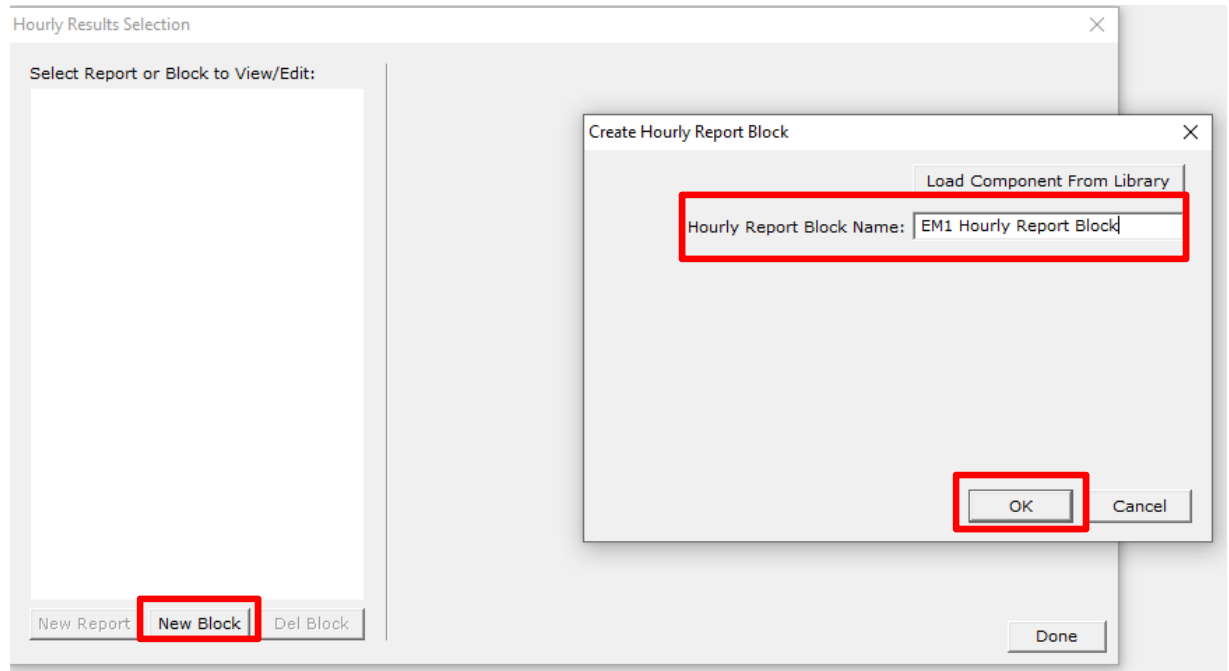 Hourly Results Selection
Select Report or Block to View/Edit:
Create Hourly Report Block
Load Component From Library
Hourly Report Block Name: EM1 Hourly Report Block
OK Cancel
New Report New Block Del Block
Done